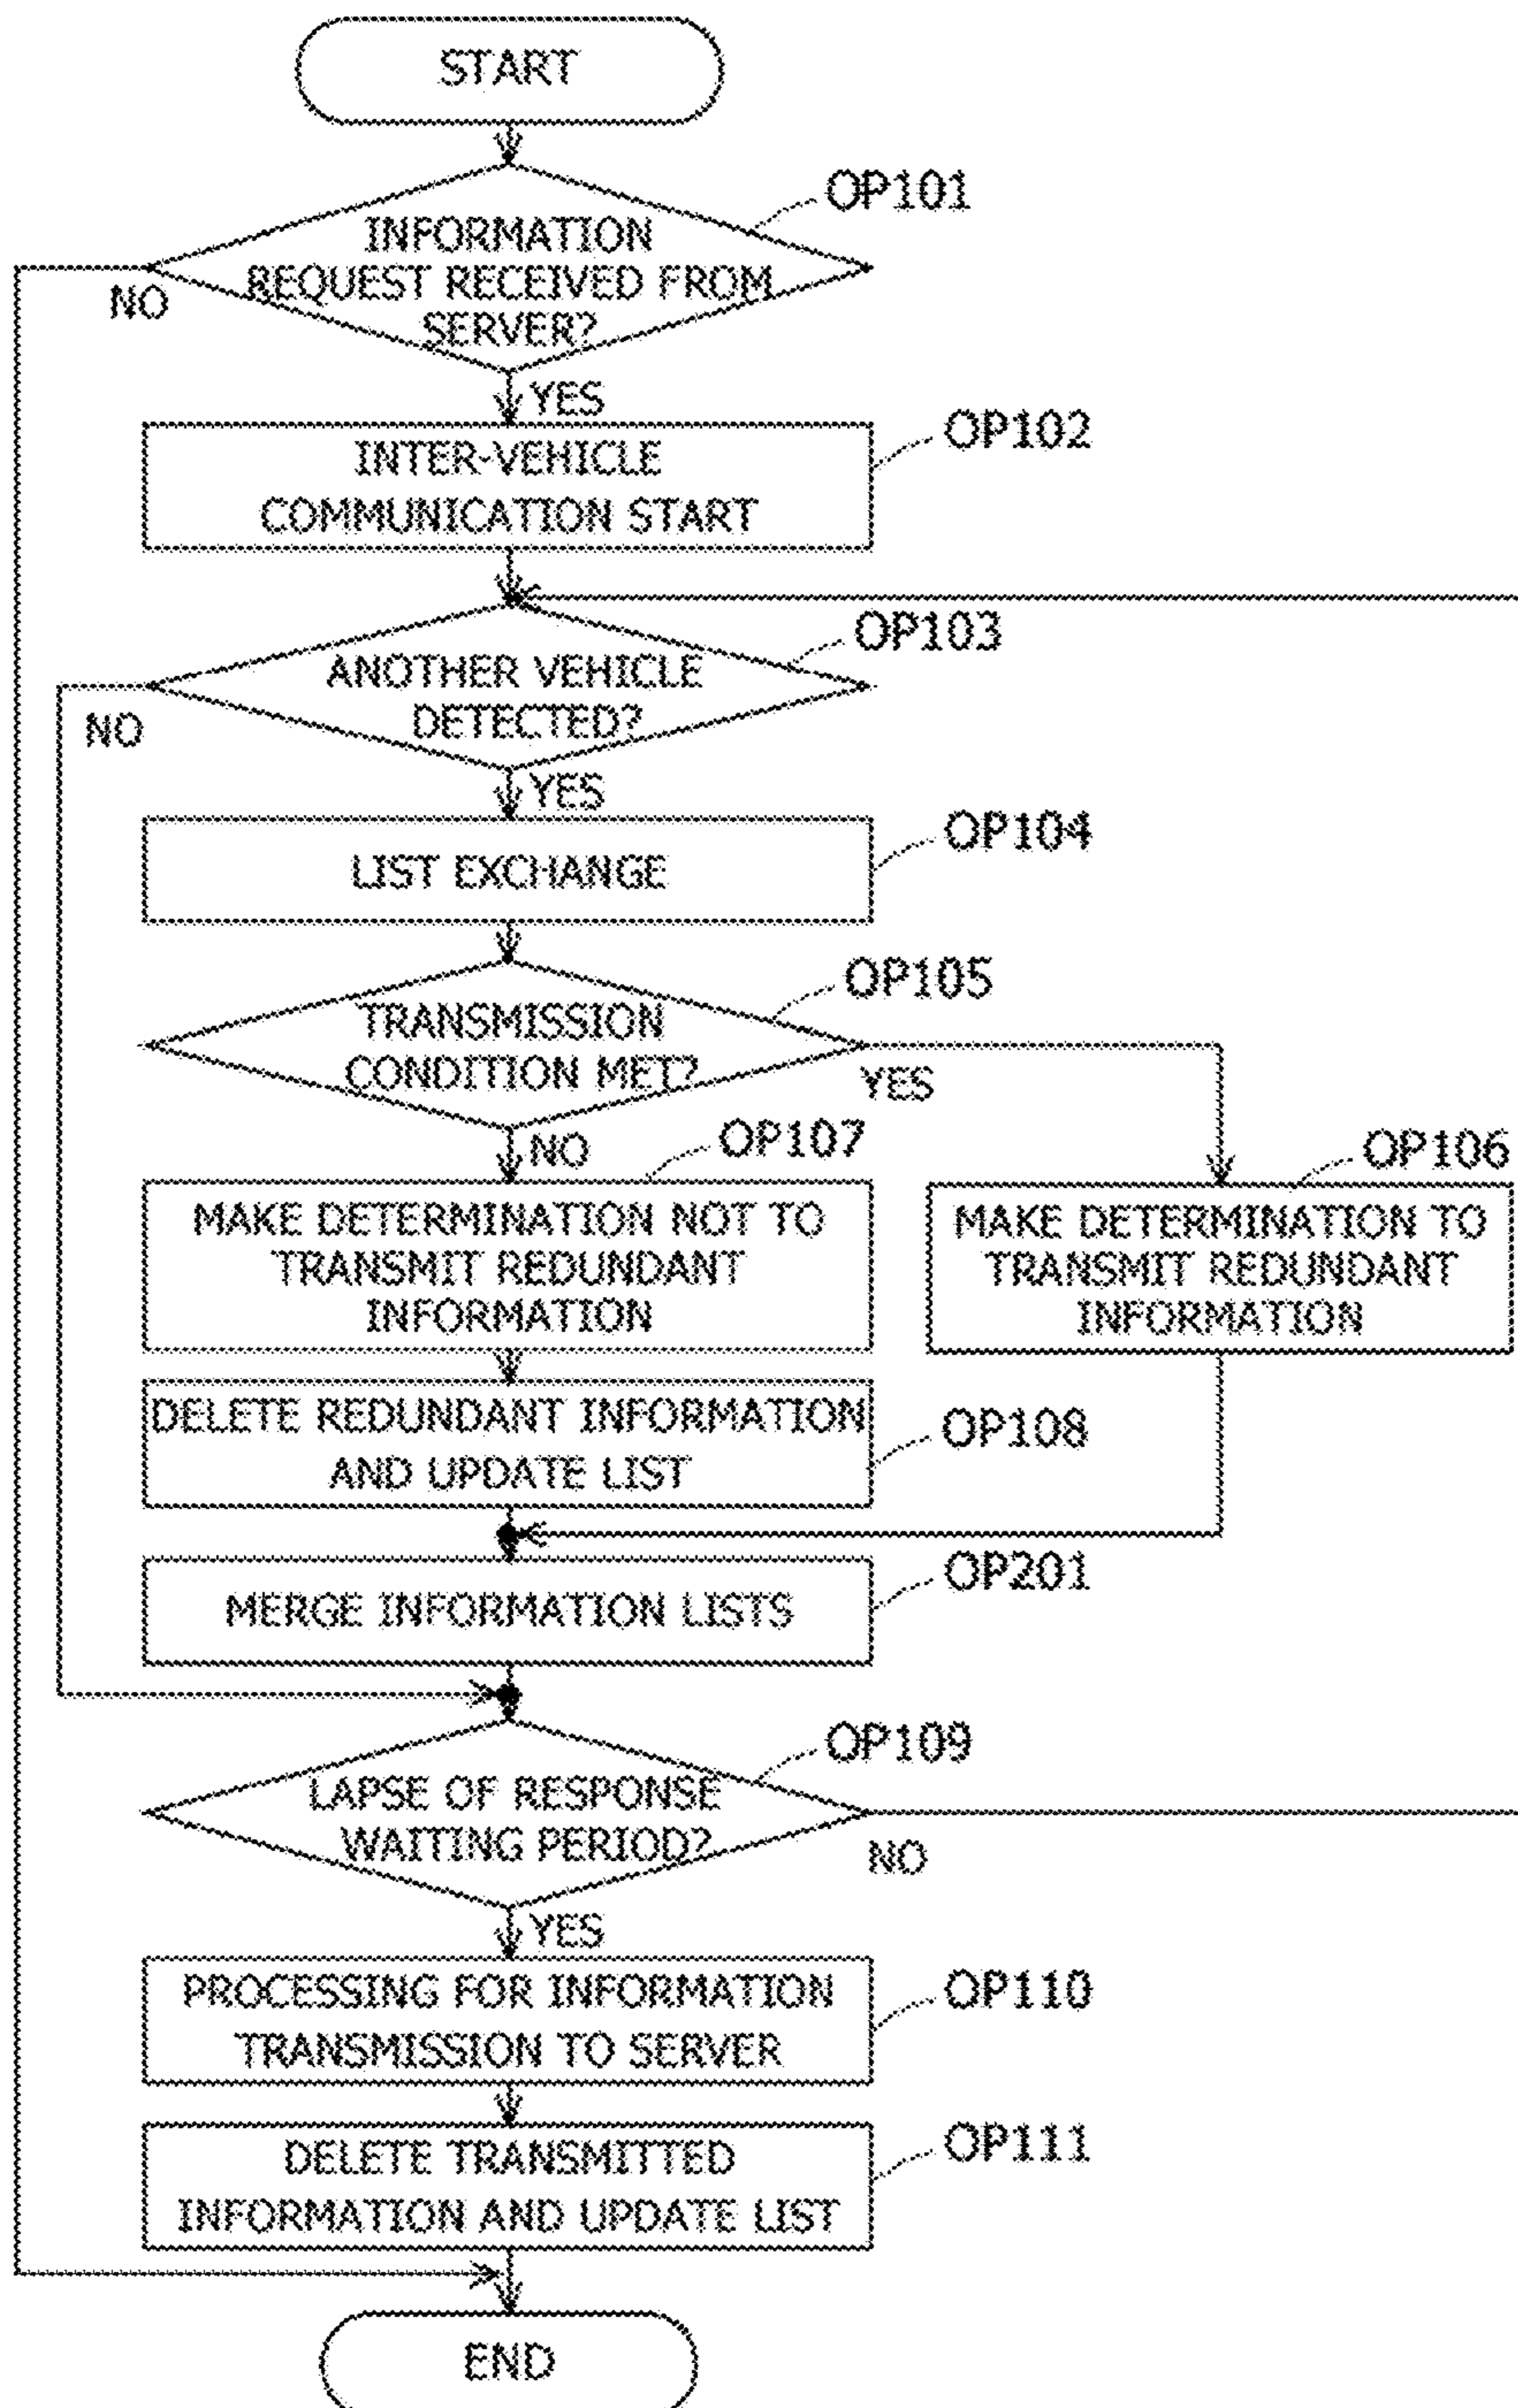 START
OP101
INFORMATION
REQUEST RECEIVED FROM
SERVER?
NO
YES
OP102
INTER-VEHICLE
COMMUNICATION START
OP103
ANOTHER VEHICLE
DETECTED?
NO
YES
OP104
LIST EXCHANGE
OP105
TRANSMISSION
CONDITION MET?
YES
NO
OP107
OP106
MAKE DETERMINATION NOT TO
TRANSMIT REDUNDANT
INFORMATION
MAKE DETERMINATION TO
TRANSMIT REDUNDANT
INFORMATION
DELETE REDUNDANT INFORMATION
AND UPDATE LIST
OP108
OP201
MERGE INFORMATION LISTS
OP109
LAPSE OF RESPONSE
WAITING PERIOD?
NO
YES
PROCESSING FOR INFORMATION
TRANSMISSION TO SERVER
OP110
DELETE TRANSMITTED
INFORMATION AND UPDATE LIST
OP111
END